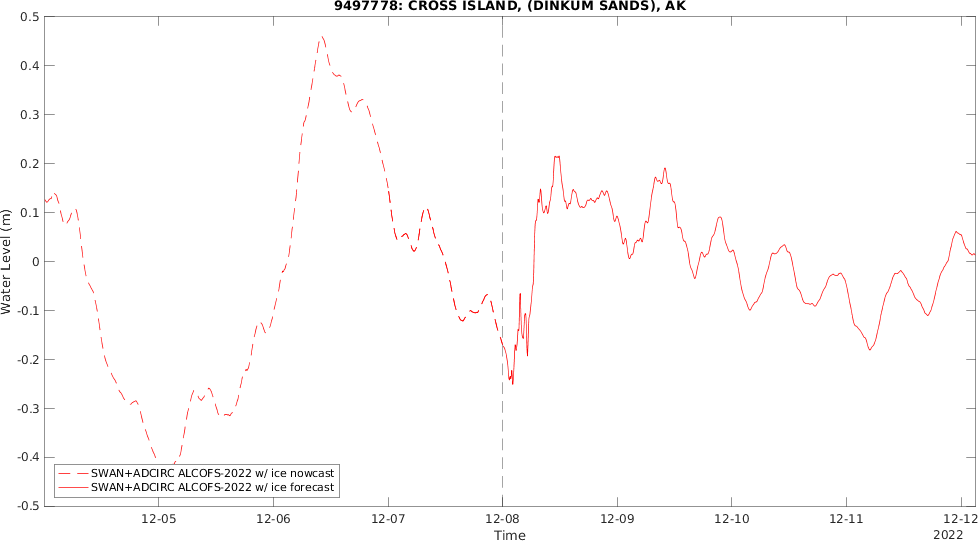 9497778: CROSS ISLAND, (DINKUM SANDS), AK
0.5
0.4
0.3
0.2
0.1
0
-0.1
-0.2
-0.3
-0.4
-0.5
Water Level (m)
SWAN+ADCIRC ALCOFS-2022 w/ ice nowcast
SWAN+ADCIRC ALCOFS-2022 w/ ice forecast
12-05 12-06 12-07 12-08 12-09 12-10 12-11 12-12
Time
2022